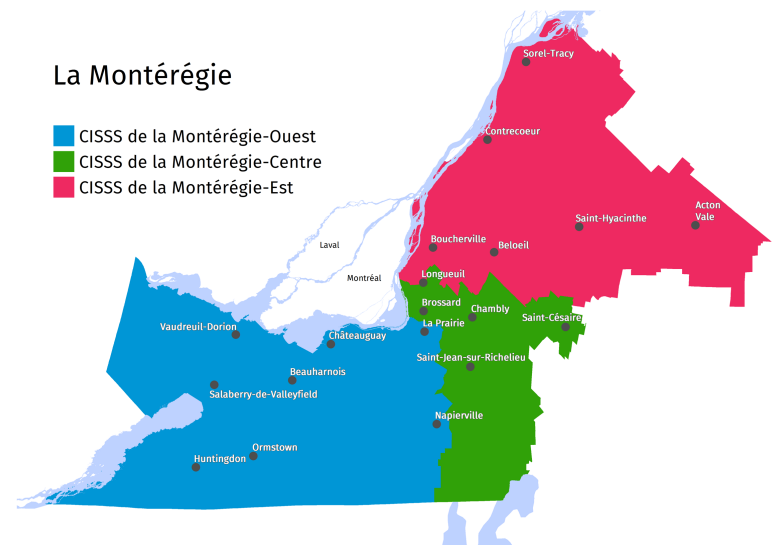 La Montérégie
CISSS de la Montérégie-Ouest
CISSS de la Montérégie-Centre
CISSS de la Montérégie-Est
Sorel-Tracy
Contrecoeur
Acton
Vale
Saint-Hyacinthe
Boucherville
Beloeil
Laval
Montréal
Longueuil
Brossard
Chambly
Saint-Césaire
La Prairie
Vaudreuil-Dorion
Châteauguay
Saint-Jean-sur-Richelieu
Beauharnois
Salaberry-de-Valleyfield
Napierville
Ormstown
Huntingdon